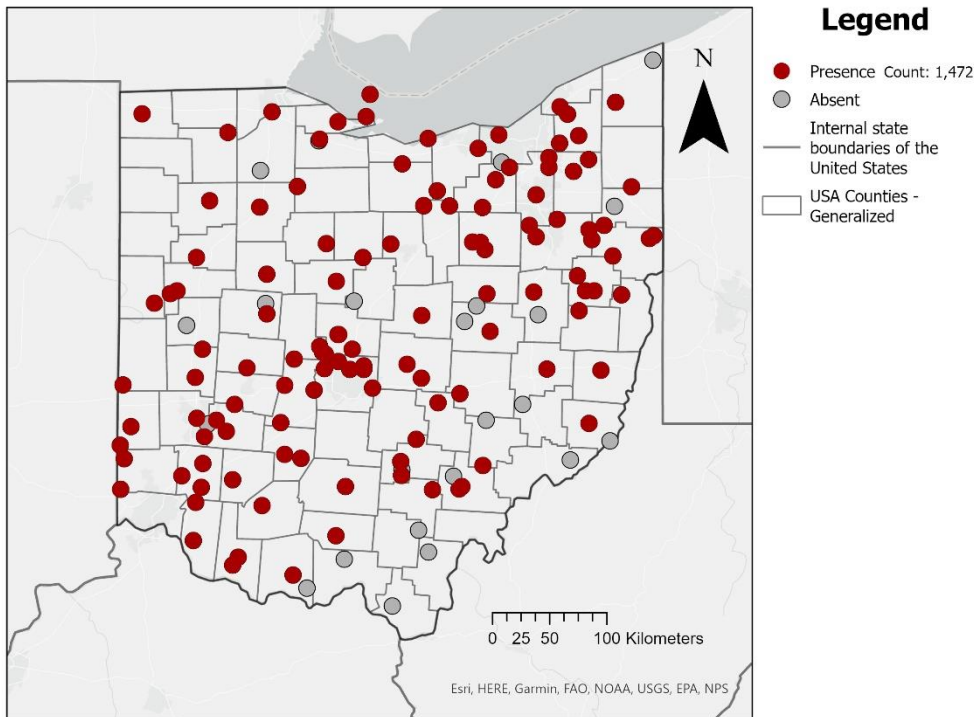 Legend
N
Presence Count: 1,472
Absent
Internal state
boundaries of the
United States
USA Counties -
Generalized
0 25 50 100 Kilometers
Esri, HERE, Garmin, FAO, NOAA, USGS, EPA, NPS